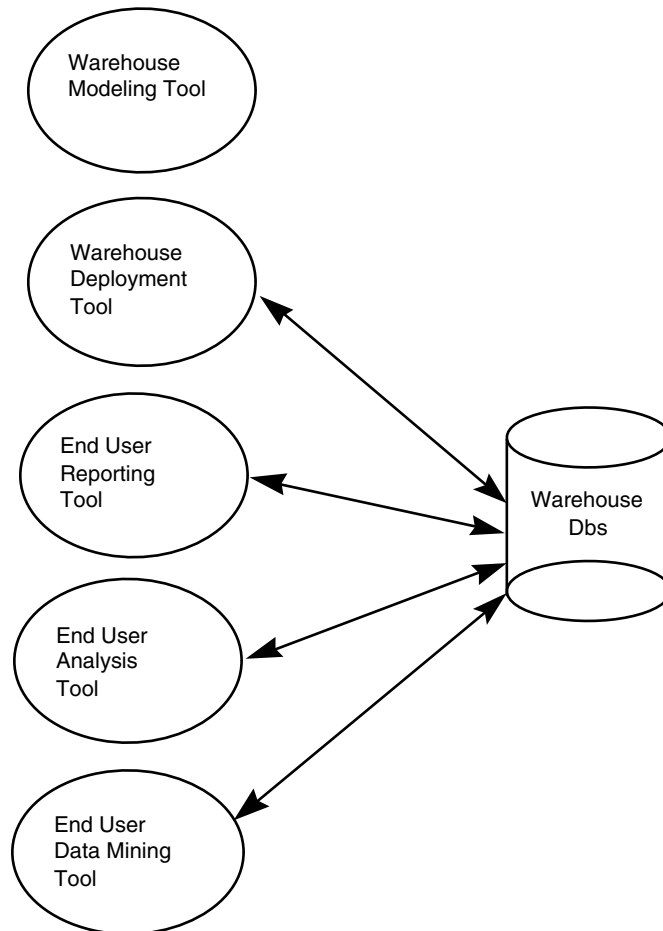 Warehouse
Modeling Tool
Warehouse
Deployment
Tool
End User
Reporting
Tool
Warehouse
Dbs
End User
Analysis
Tool
End User
Data Mining
Tool